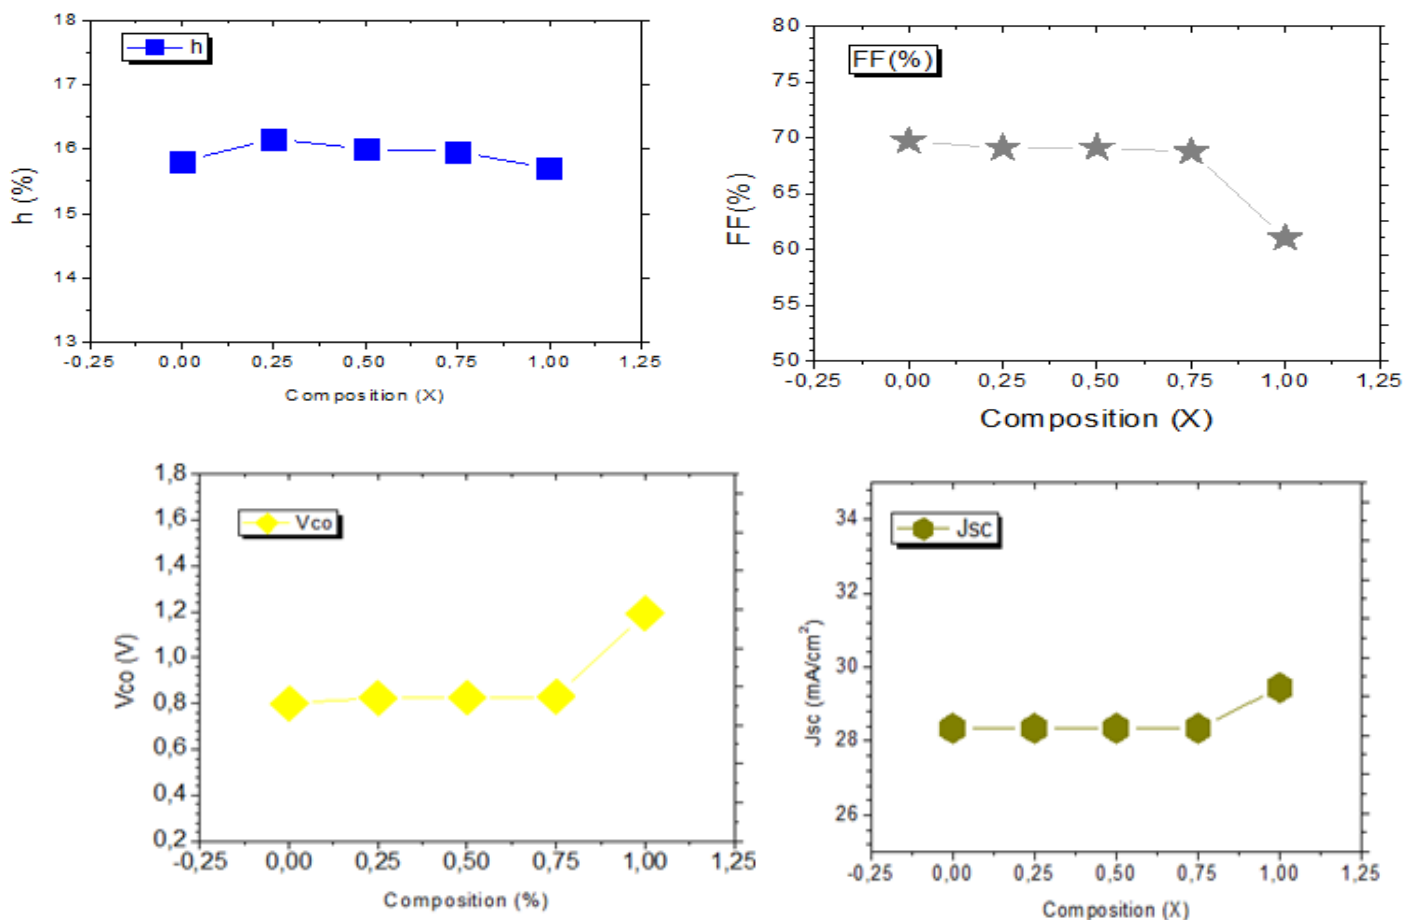 18
17
16
15
14
13
h (%)
h
-0,25 0,00 0,25 0,50 0,75 1,00 1,25
Composition (X)
80
75
70
65
60
55
50
FF(%)
FF(%)
-0,25 0,00 0,25 0,50 0,75 1,00 1,25
Composition (X)
1,8
1,6
1,4
1,2
1,0
0,8
0,6
0,4
0,2
Vco (V)
Vco
-0,25 0,00 0,25 0,50 0,75 1,00 1,25
Composition (%)
34
32
30
28
26
Jsc (mA/cm²)
Jsc
-0,25 0,00 0,25 0,50 0,75 1,00 1,25
Composition (X)